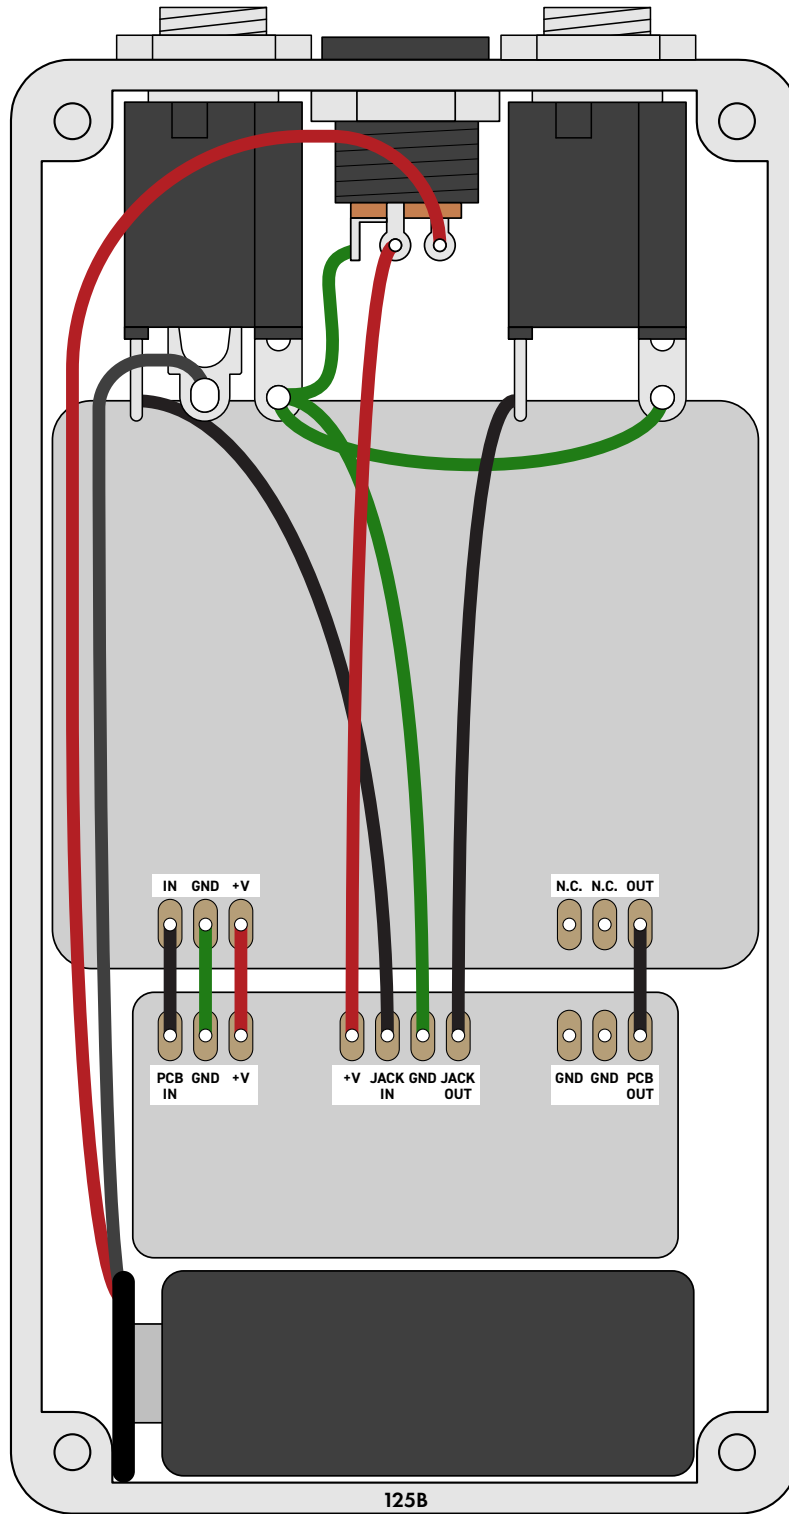 IN GND +V
N.C. N.C. OUT
PCB GND +V
IN
+V JACK GND JACK
IN OUT
GND GND PCB
OUT
125B